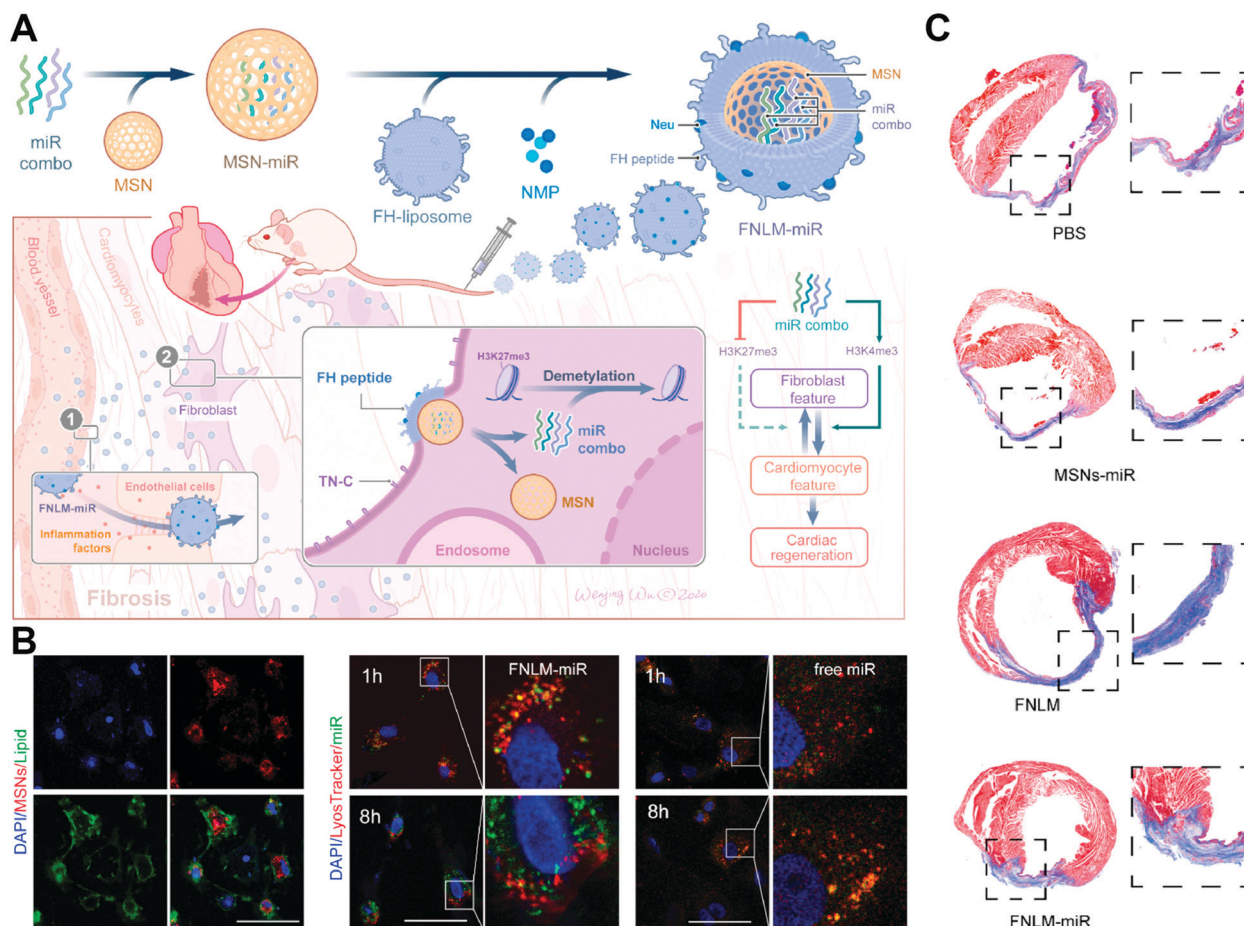 A
miR
combo
MSN
MSN-miR
FH-liposome
NMP
MSN
miR
combo
Neu
FH peptide
FNLM-miR
Blood vessel
Cardiomyocytes
2
Fibroblast
1
FNLM-miR
Endothelial cells
Inflammation
factors
Fibrosis
FH peptide
TN-C
H3K27me3
Demetylation
miR
combo
MSN
Endosome
Nucleus
miR combo
H3K27me3
H3K4me3
Fibroblast
feature
Cardiomyocyte
feature
Cardiac
regeneration
Wenjing Wu © 2020
B
DAPI/MSNs/Lipid
DAPI/LyosTracker/miR
1h
FNLM-miR
8h
1h
free miR
8h
C
PBS
MSNs-miR
FNLM
FNLM-miR